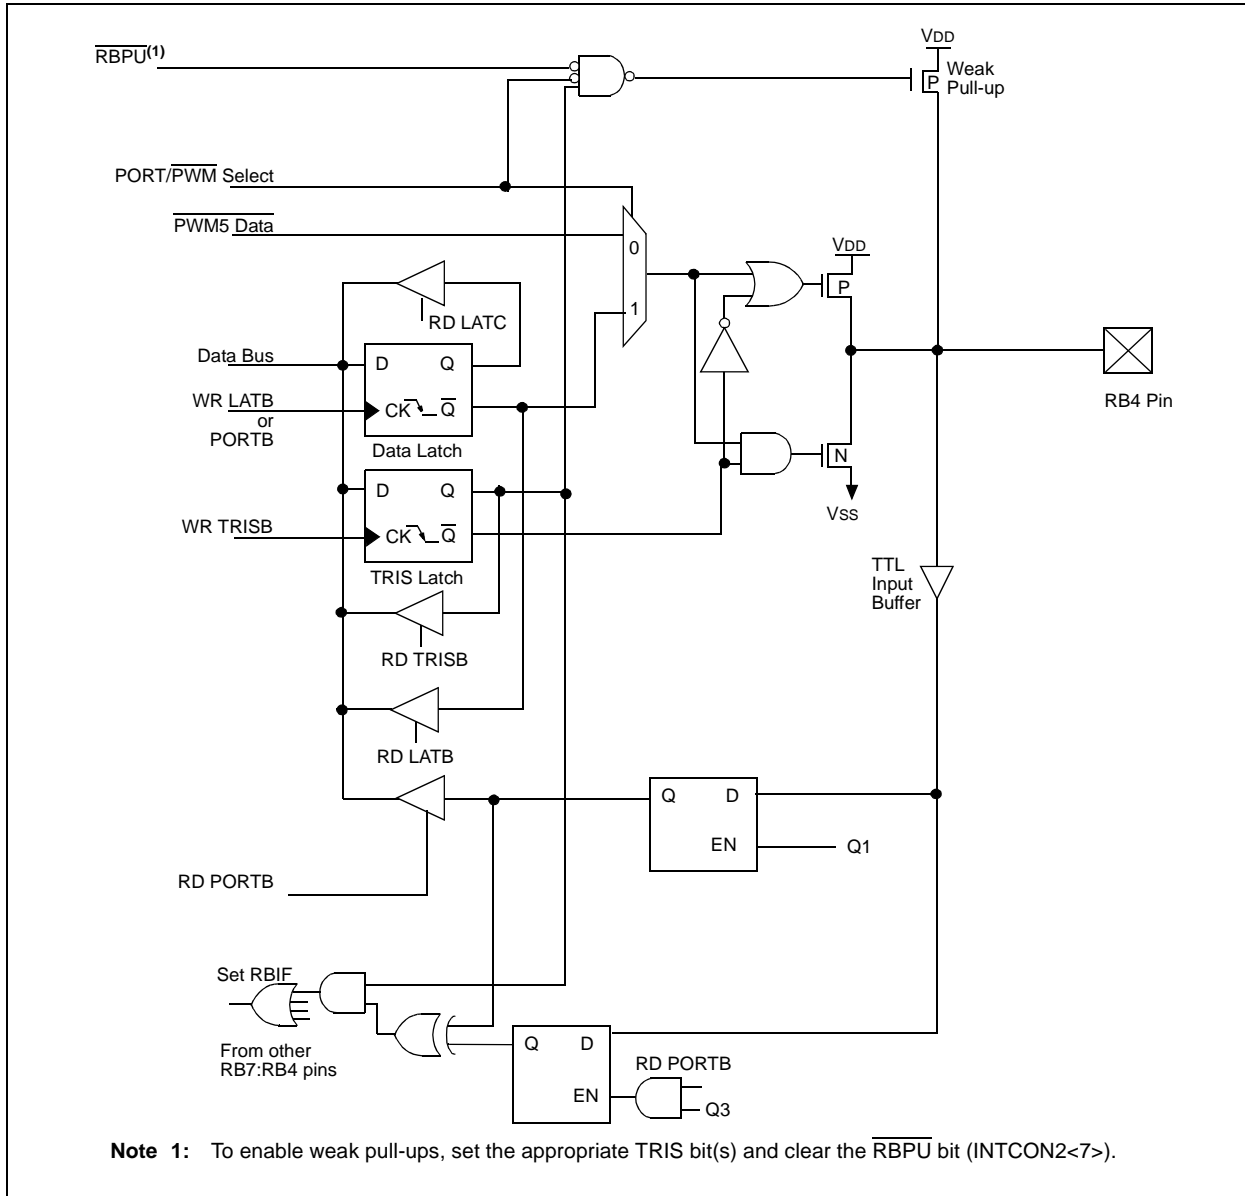 VDD
RBPU(1)
Weak
Pull-up
P
PORT/PWM Select
PWM5 Data
0
1
VDD
P
RD LATC
Data Bus
D Q
WR LATB
or
PORTB
CK Q
Data Latch
RB4 Pin
N
VSS
D Q
WR TRISB
CK Q
TRIS Latch
TTL
Input
Buffer
RD TRISB
RD LATB
Q D
EN
Q1
RD PORTB
Set RBIF
From other
RB7:RB4 pins
Q D
EN
RD PORTB
Q3
Note 1: To enable weak pull-ups, set the appropriate TRIS bit(s) and clear the RBPU bit (INTCON2<7>).